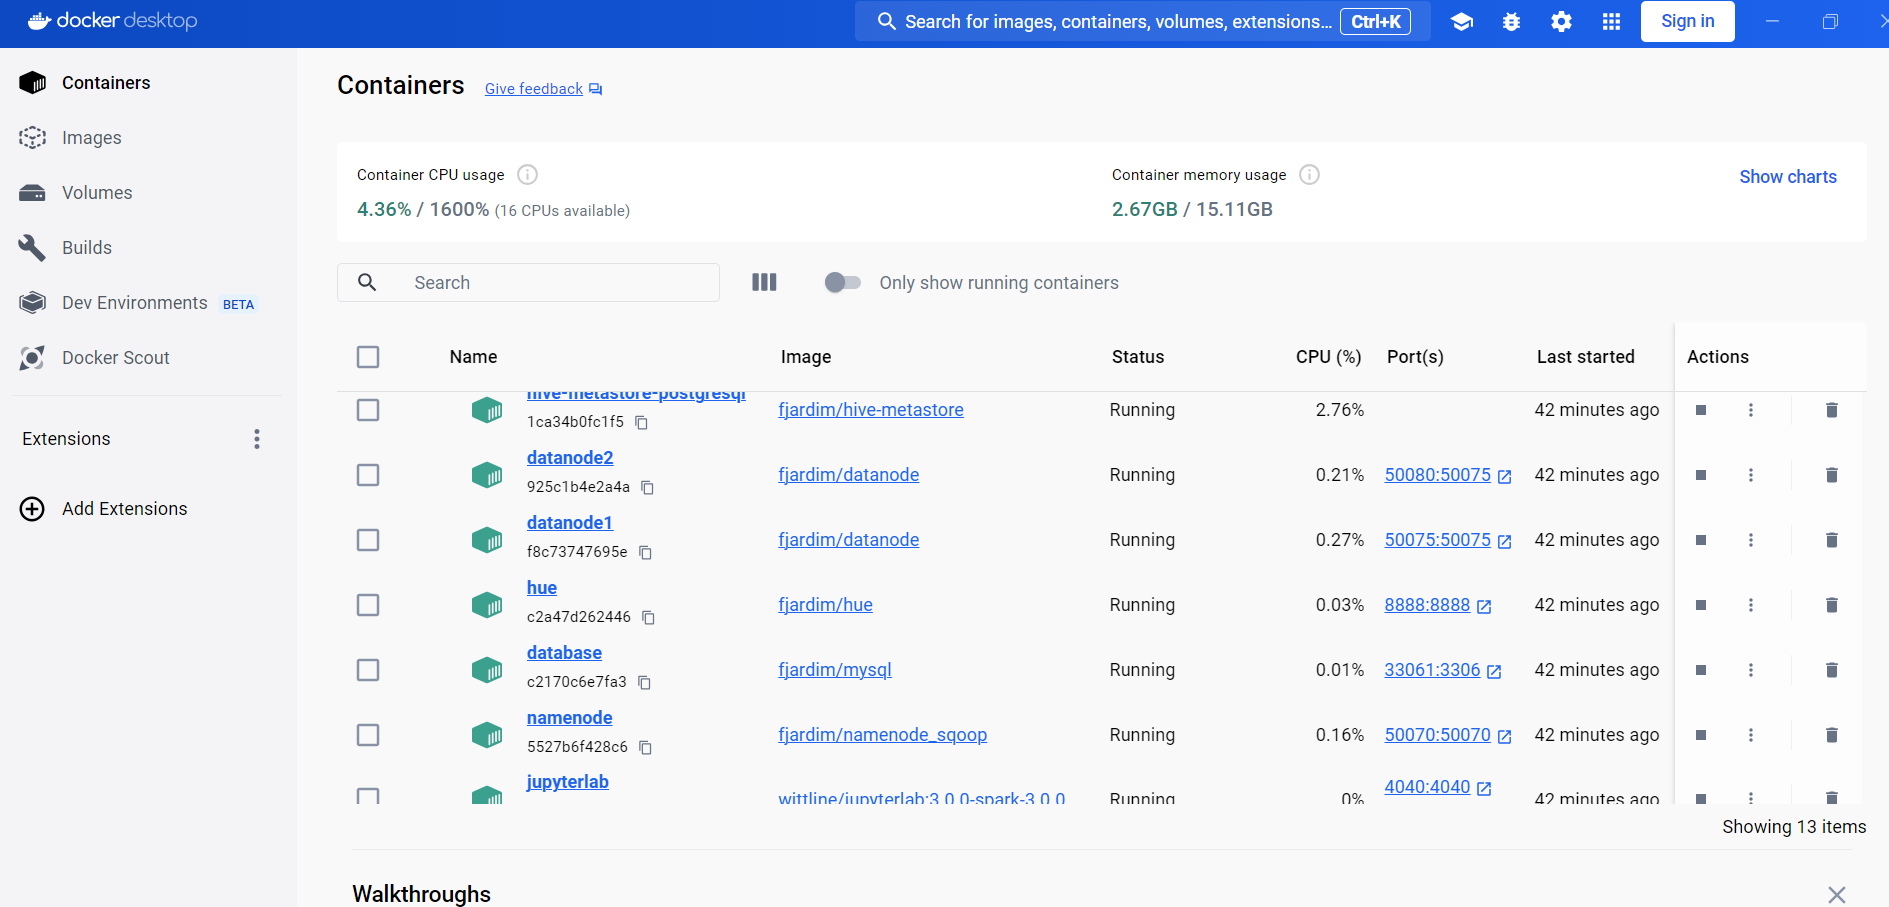 docker desktop
Search for images, containers, volumes, extensions... Ctrl+K
Sign in
Containers
Images
Volumes
Builds
Dev Environments BETA
Docker Scout
Extensions
Add Extensions
Containers Give feedback
Container CPU usage
4.36% / 1600% (16 CPUs available)
Container memory usage
2.67GB / 15.11GB
Show charts
Search
Only show running containers
Name Image Status CPU (%) Port(s) Last started Actions
hive-metastore-postgresql
1ca34b0fc1f5
fjardim/hive-metastore Running 2.76% 42 minutes ago
datanode2
925c1b4e2a4a
fjardim/datanode Running 0.21% 50080:50075 42 minutes ago
datanode1
f8c73747695e
fjardim/datanode Running 0.27% 50075:50075 42 minutes ago
hue
c2a47d262446
fjardim/hue Running 0.03% 8888:8888 42 minutes ago
database
c2170c6e7fa3
fjardim/mysql Running 0.01% 33061:3306 42 minutes ago
namenode
5527b6f428c6
fjardim/namenode_sqoop Running 0.16% 50070:50070 42 minutes ago
jupyterlab
4040:4040
wittline/jupyterlab:3.0.0-spark-3.0.0 Running 0% 42 minutes ago
Showing 13 items
Walkthroughs